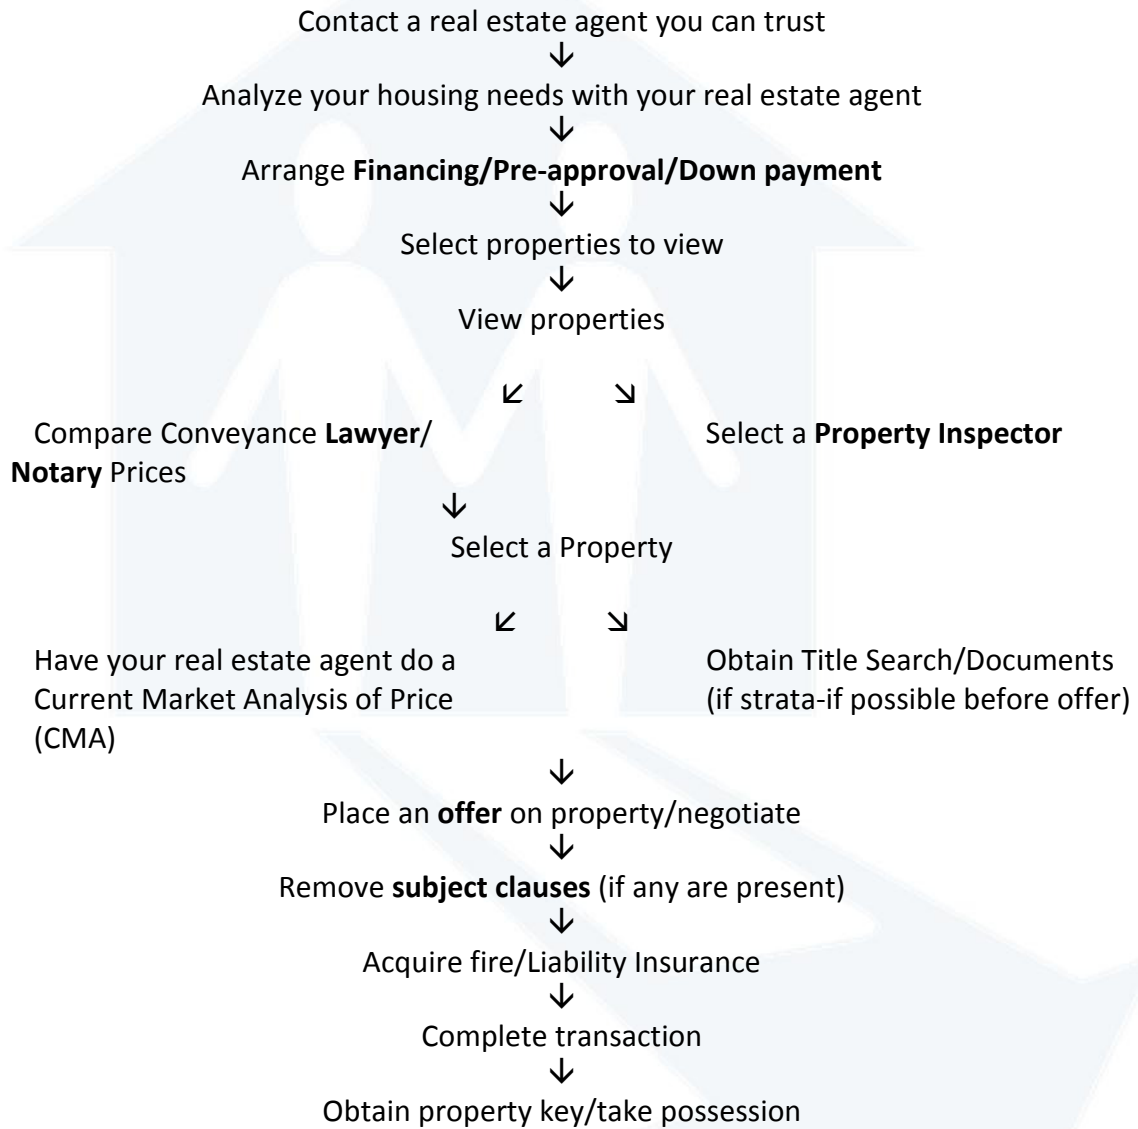 Contact a real estate agent you can trust
↓
Analyze your housing needs with your real estate agent
↓
Arrange Financing/Pre-approval/Down payment
↓
Select properties to view
↓
View properties
↙ ↘
Compare Conveyance Lawyer/
Notary Prices
Select a Property Inspector
↓
Select a Property
↙ ↘
Have your real estate agent do a
Current Market Analysis of Price
(CMA)
Obtain Title Search/Documents
(if strata-if possible before offer)
↓
Place an offer on property/negotiate
↓
Remove subject clauses (if any are present)
↓
Acquire fire/Liability Insurance
↓
Complete transaction
↓
Obtain property key/take possession